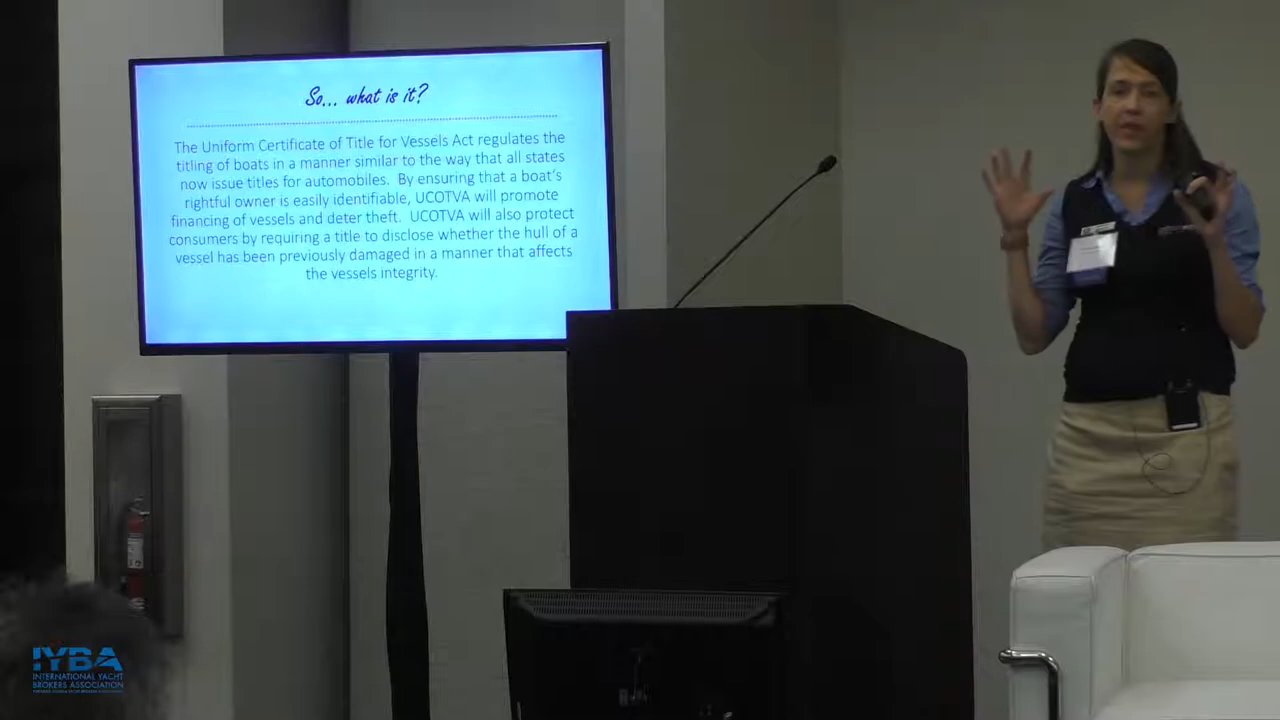 So... what is it?
The Uniform Certificate of Title for Vessels Act regulates the
titling of boats in a manner similar to the way that all states
now issue titles for automobiles. By ensuring that a boat's
rightful owner is easily identifiable, UCOTVA will promote
financing of vessels and deter theft. UCOTVA will also protect
consumers by requiring a title to disclose whether the hull of a
vessel has been previously damaged in a manner that affects
the vessels integrity.
IYBA
INTERNATIONAL YACHT
BROKERS ASSOCIATION